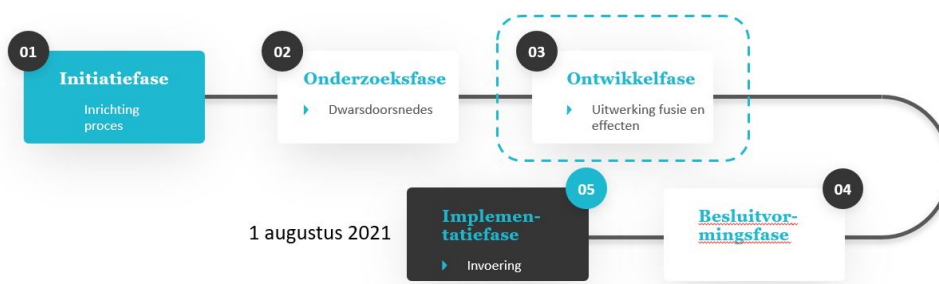 01
Initiatiefase
Inrichting
proces
02
Onderzoeksfase
Dwarsdoorsnedes
03
Ontwikkelfase
Uitwerking fusie en
effecten
04
Besluitvor-
mingsfase
05
Implemen-
tatiefase
Invoering
1 augustus 2021